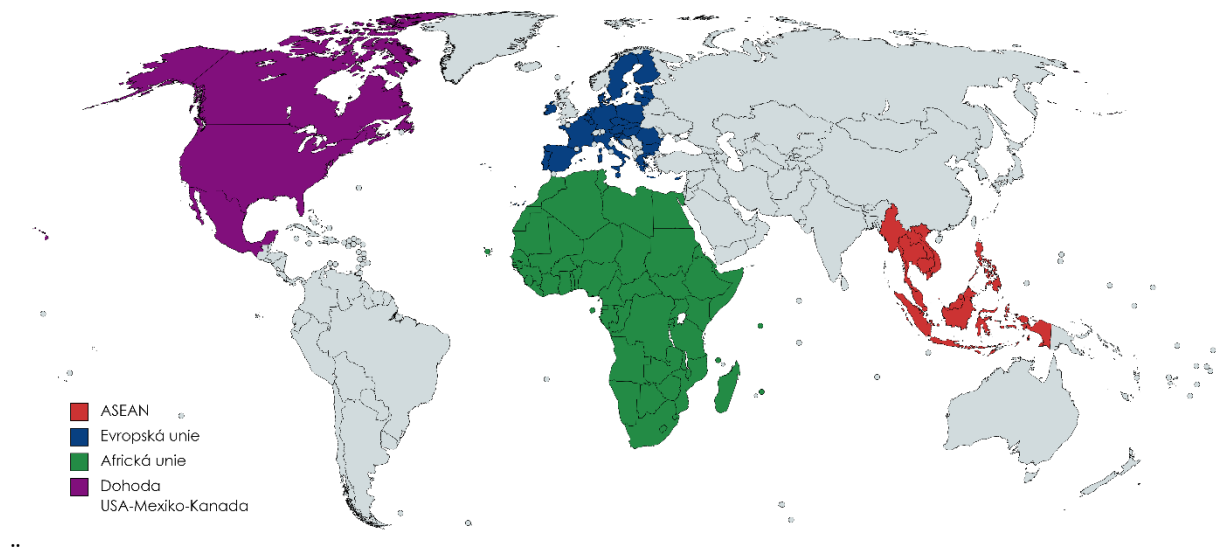 ASEAN
Evropská unie
Africká unie
Dohoda
USA-Mexiko-Kanada